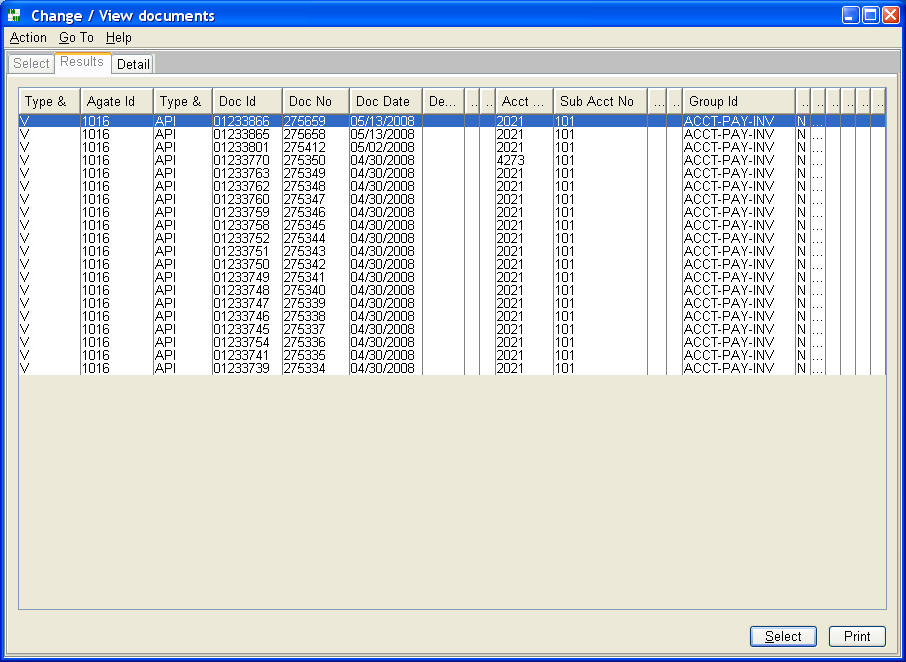 Change / View documents
Action Go To Help
Select Results Detail
Type & Agate Id Type & Doc Id Doc No Doc Date De... .. .. Acct ... Sub Acct No ... .. Group Id .. .. .. .. .. ..
V 1016 API 01233866 275659 05/13/2008 2021 101 ACCT-PAY-INV N ...
V 1016 API 01233865 275658 05/13/2008 2021 101 ACCT-PAY-INV N ...
V 1016 API 01233801 275412 05/02/2008 2021 101 ACCT-PAY-INV N ...
V 1016 API 01233770 275350 04/30/2008 4273 101 ACCT-PAY-INV N ...
V 1016 API 01233763 275349 04/30/2008 2021 101 ACCT-PAY-INV N ...
V 1016 API 01233762 275348 04/30/2008 2021 101 ACCT-PAY-INV N ...
V 1016 API 01233760 275347 04/30/2008 2021 101 ACCT-PAY-INV N ...
V 1016 API 01233759 275346 04/30/2008 2021 101 ACCT-PAY-INV N ...
V 1016 API 01233758 275345 04/30/2008 2021 101 ACCT-PAY-INV N ...
V 1016 API 01233752 275344 04/30/2008 2021 101 ACCT-PAY-INV N ...
V 1016 API 01233751 275343 04/30/2008 2021 101 ACCT-PAY-INV N ...
V 1016 API 01233750 275342 04/30/2008 2021 101 ACCT-PAY-INV N ...
V 1016 API 01233749 275341 04/30/2008 2021 101 ACCT-PAY-INV N ...
V 1016 API 01233748 275340 04/30/2008 2021 101 ACCT-PAY-INV N ...
V 1016 API 01233747 275339 04/30/2008 2021 101 ACCT-PAY-INV N ...
V 1016 API 01233746 275338 04/30/2008 2021 101 ACCT-PAY-INV N ...
V 1016 API 01233745 275337 04/30/2008 2021 101 ACCT-PAY-INV N ...
V 1016 API 01233754 275336 04/30/2008 2021 101 ACCT-PAY-INV N ...
V 1016 API 01233741 275335 04/30/2008 2021 101 ACCT-PAY-INV N ...
V 1016 API 01233739 275334 04/30/2008 2021 101 ACCT-PAY-INV N ...
Select Print